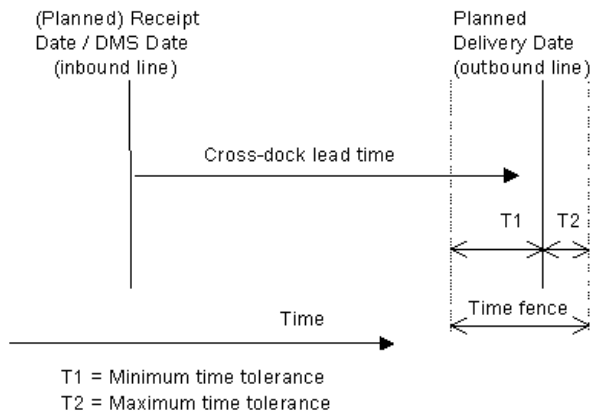 (Planned) Receipt
Date / DMS Date
(inbound line)
Planned
Delivery Date
(outbound line)
Cross-dock lead time
T1
T2
Time fence
Time
T1 = Minimum time tolerance
T2 = Maximum time tolerance